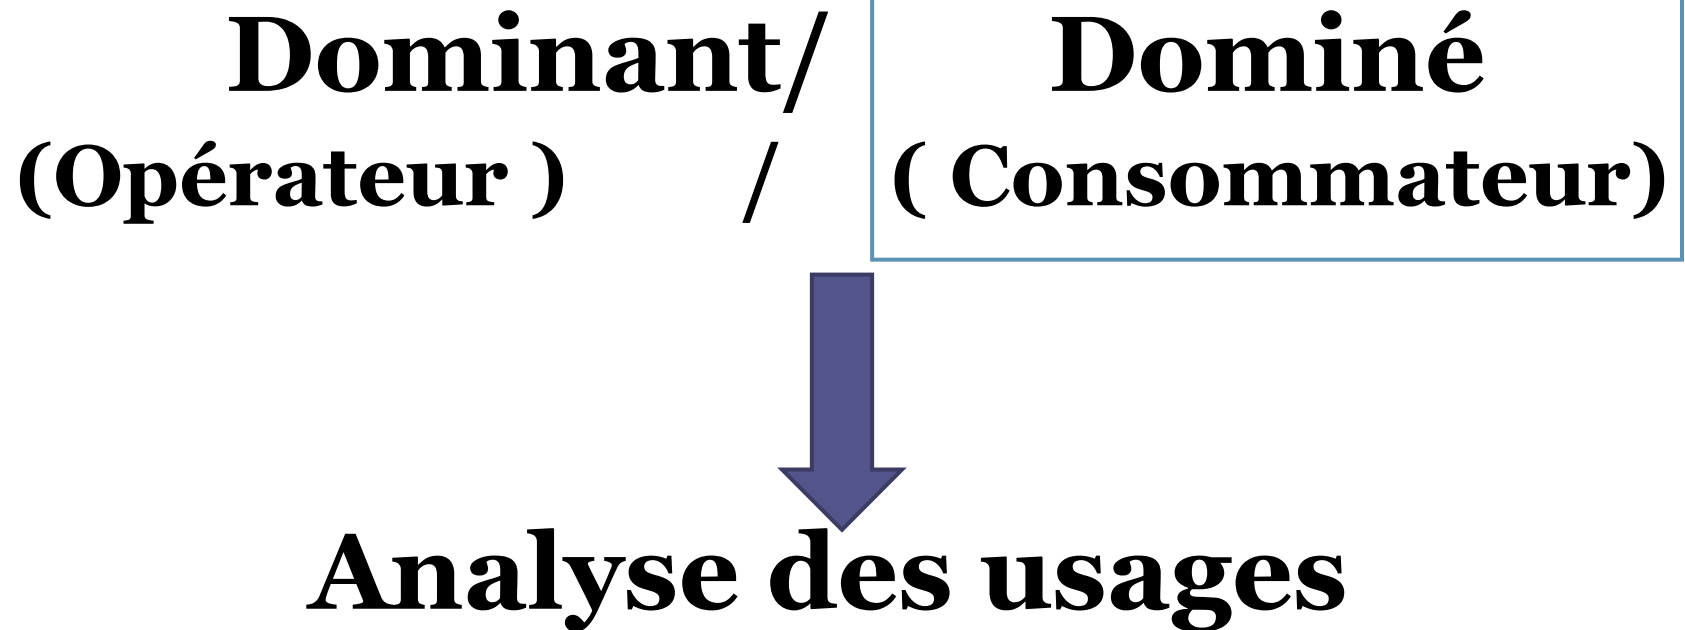 Dominant/ Dominé
(Opérateur ) / ( Consommateur)
Analyse des usages